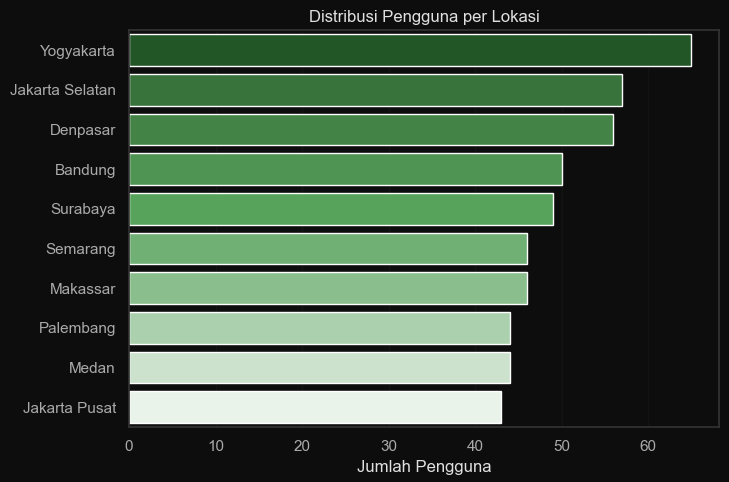 Distribusi Pengguna per Lokasi
Yogyakarta
Jakarta Selatan
Denpasar
Bandung
Surabaya
Semarang
Makassar
Palembang
Medan
Jakarta Pusat
0 10 20 30 40 50 60
Jumlah Pengguna